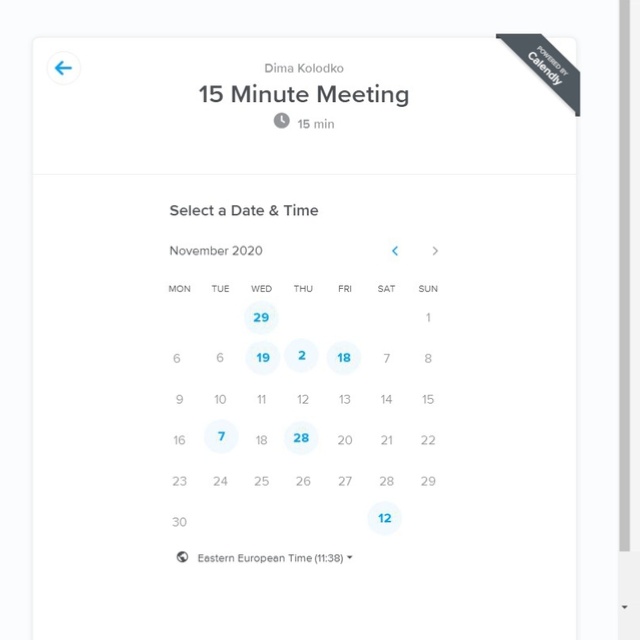 POWERED BY
Calendly
Dima Kolodko
15 Minute Meeting
15 min
Select a Date & Time
November 2020
MON TUE WED THU FRI SAT SUN
29 1
6 6 19 2 18 7 8
9 10 11 12 13 14 15
16 7 18 28 20 21 22
23 24 25 26 27 28 29
30 12
Eastern European Time (11:38)